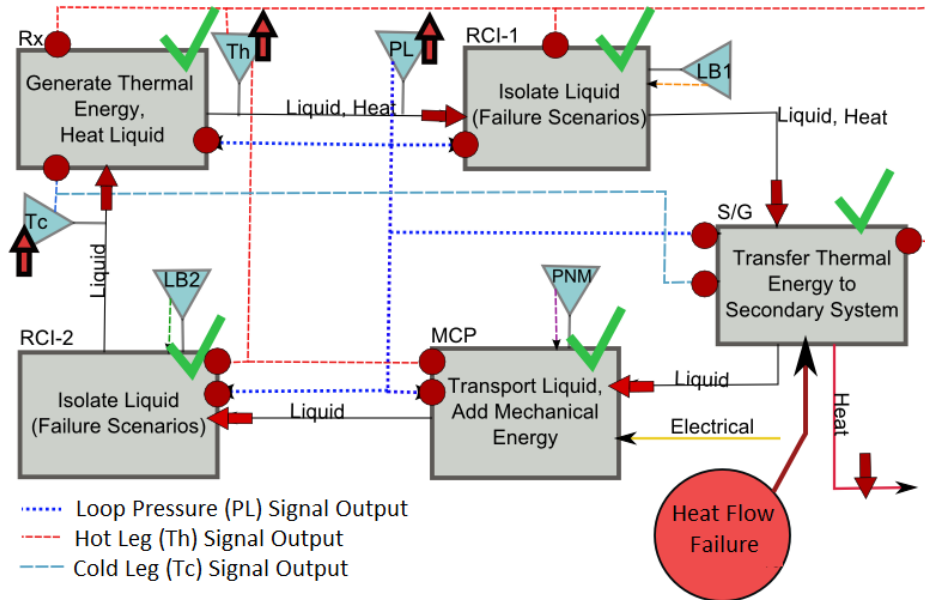 Rx
Generate Thermal
Energy,
Heat Liquid
Th
PL
Liquid, Heat
RCI-1
Isolate Liquid
(Failure Scenarios)
LB1
Liquid, Heat
Tc
Liquid
S/G
Transfer Thermal
Energy to
Secondary System
LB2
PNM
RCI-2
Isolate Liquid
(Failure Scenarios)
Liquid
MCP
Transport Liquid,
Add Mechanical
Energy
Liquid
Electrical
Heat
Heat Flow
Failure
Loop Pressure (PL) Signal Output
Hot Leg (Th) Signal Output
Cold Leg (Tc) Signal Output